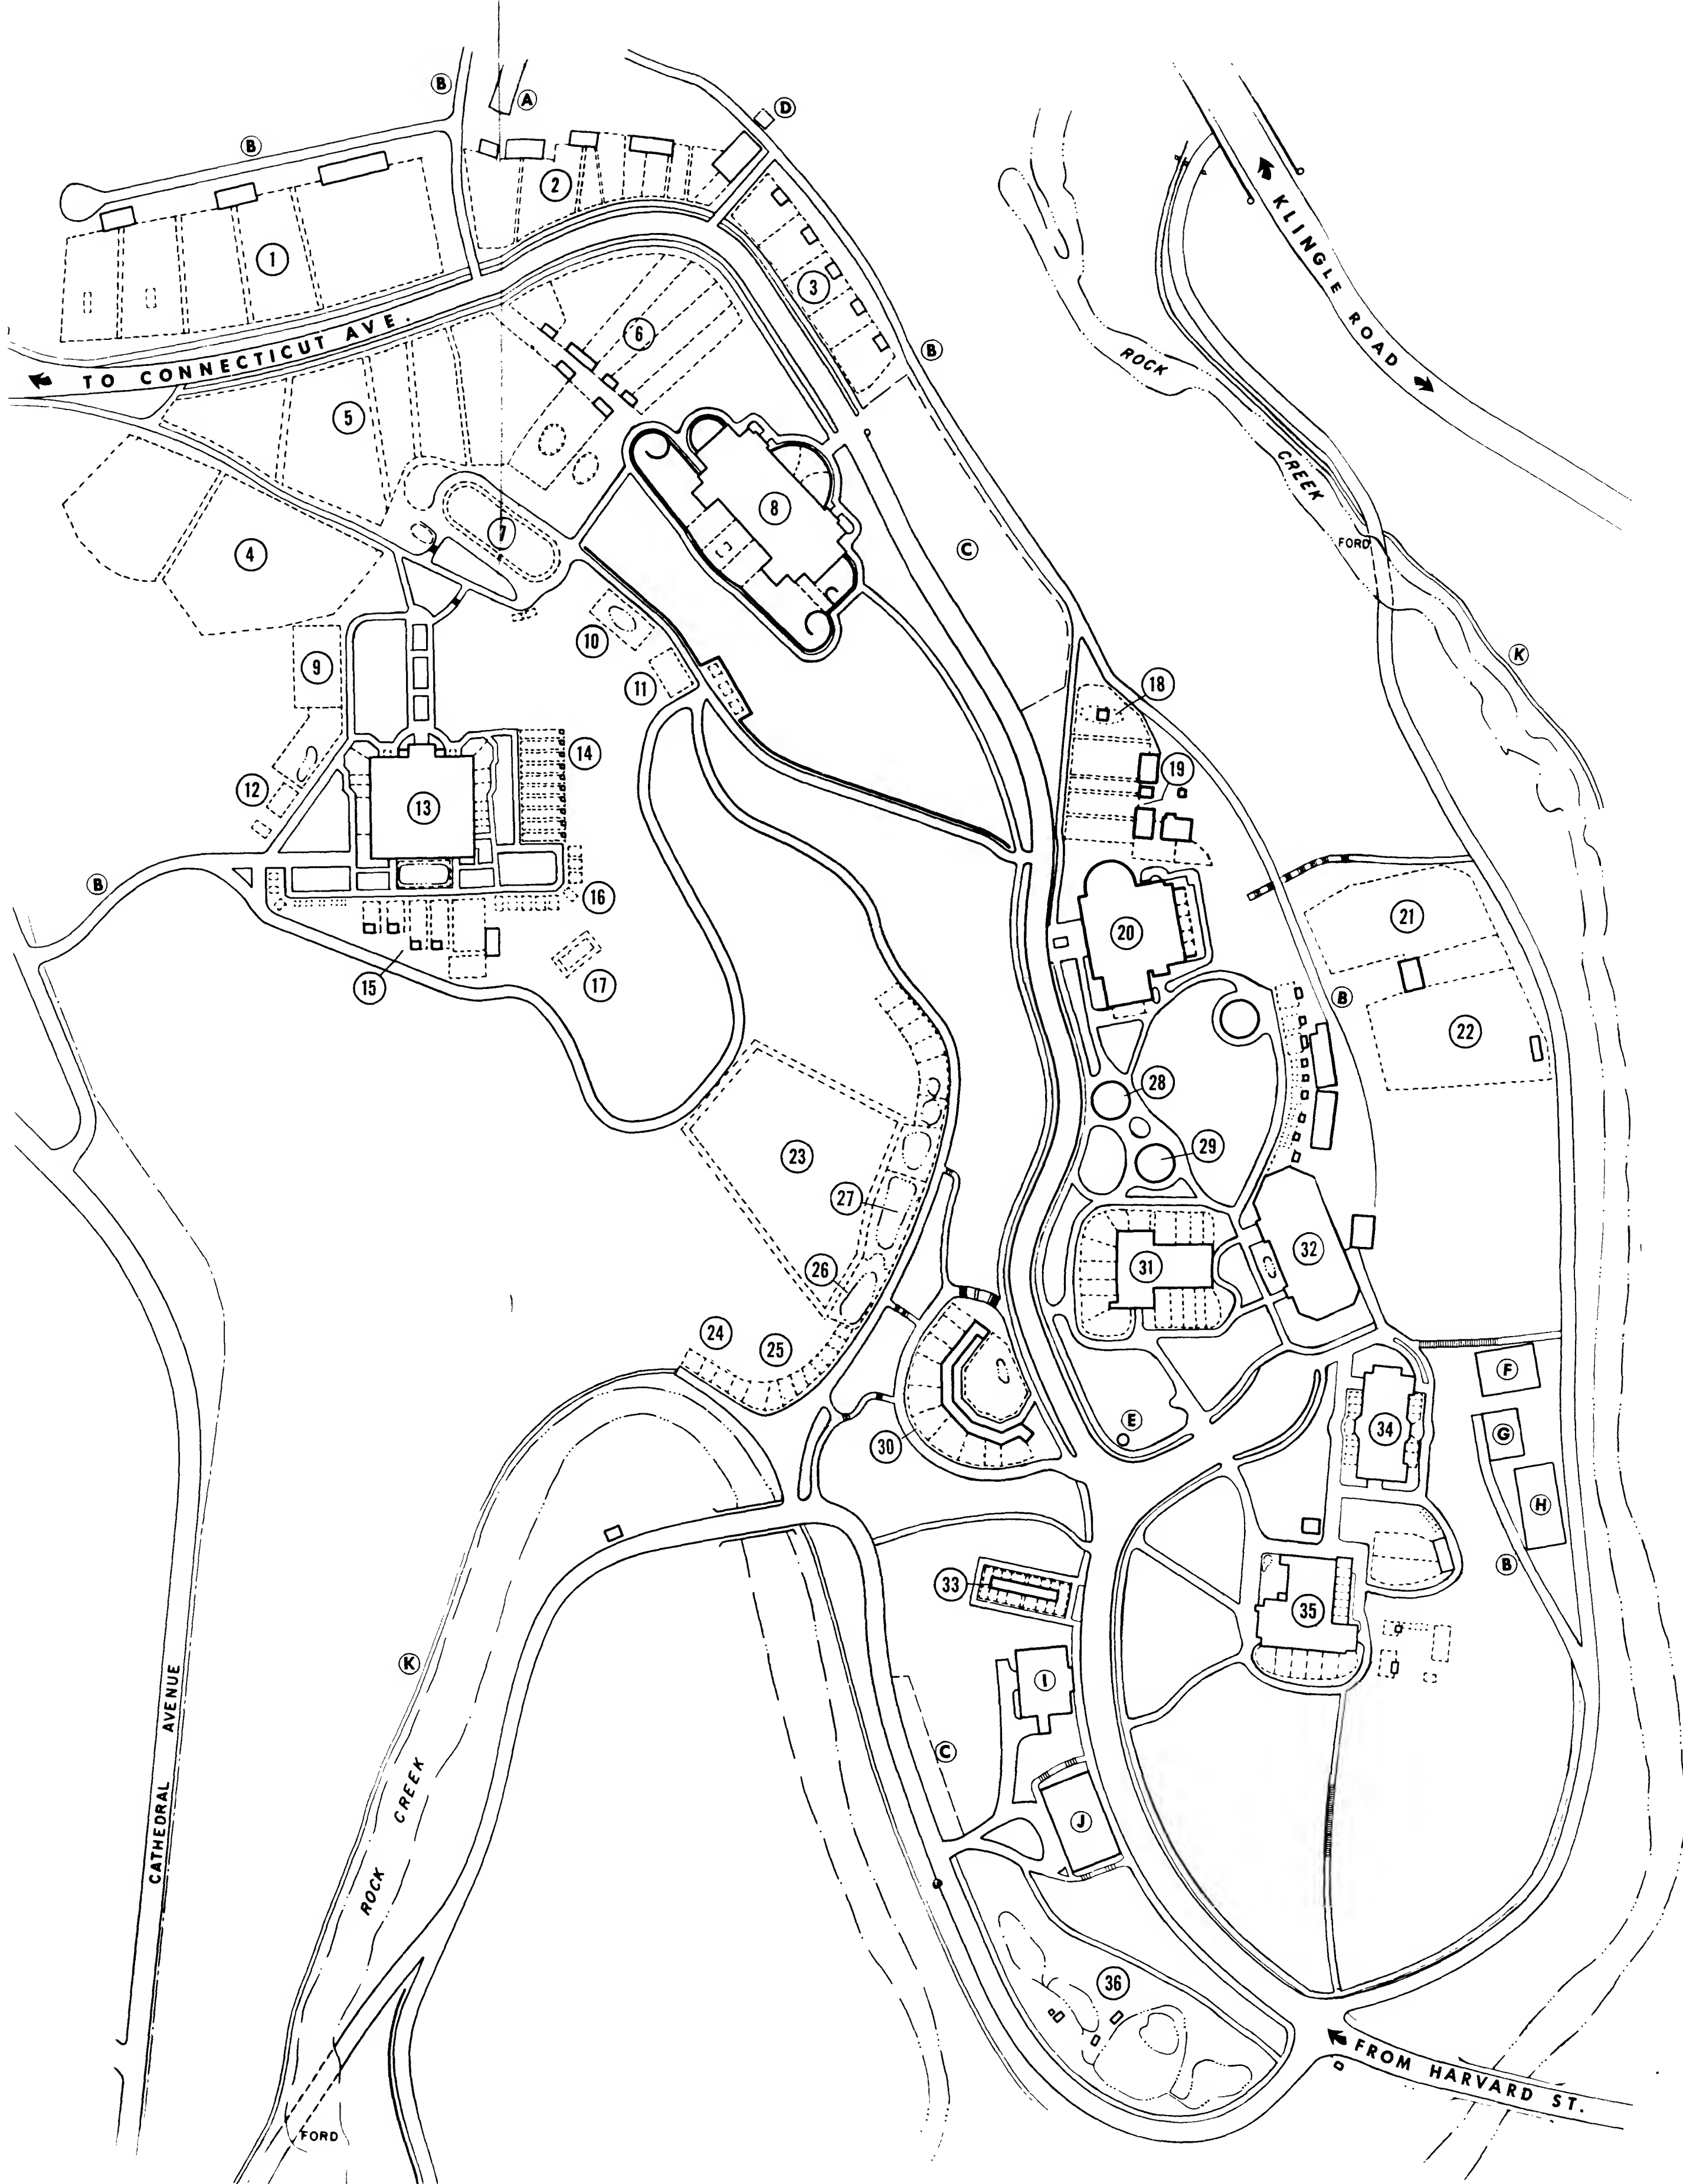 B
A
D
B
2
1
3
KLINGLE ROAD
6
B
TO CONNECTICUT AVE.
ROCK
5
CREEK
8
7
FORD
C
4
10
K
9
11
18
14
19
12
13
B
16
21
20
15
17
B
22
28
29
23
27
32
31
26
24
25
F
E
34
30
G
H
B
33
35
K
I
CATHEDRAL AVENUE
C
CREEK
J
ROCK
36
FROM HARVARD ST.
FORD